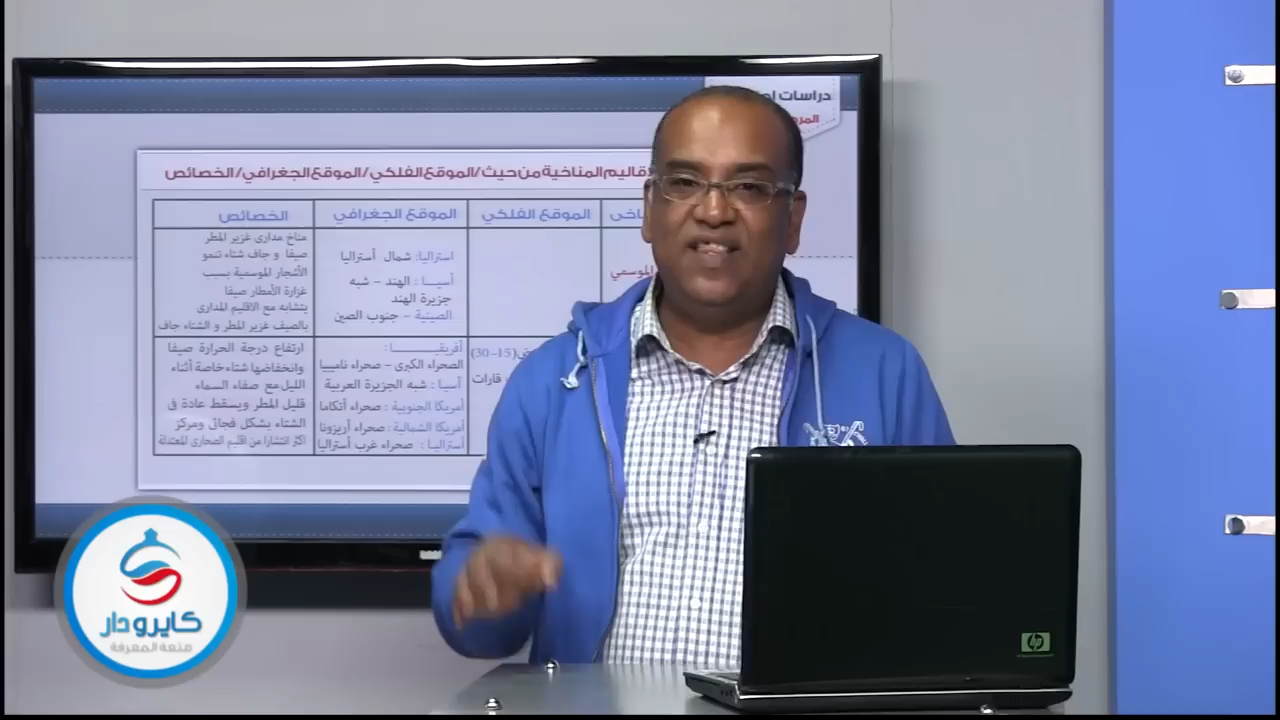 دراسات
الأقاليم المناخية من حيث/الموقع الفلكي/الموقع الجغرافي/الخصائص
الموقع الفلكي
الموقع الجغرافي
الخصائص
الموسمي
استراليا: شمال أستراليا
أسيا : الهند – شبه
جزيرة الهند
الصينية – جنوب الصين
مناخ مدارى غزير المطر
صيفا و جاف شتاء تنمو
الأشجار الموسمية بسبب
غزارة الأمطار صيفا
يتشابه مع الاقليم المدارى
بالصيف غزير المطر و الشتاء جاف
(15–30)
قارات
أفريقيا :
الصحراء الكبرى – صحراء ناميبيا
أسيا : شبه الجزيرة العربية
أمريكا الجنوبية : صحراء أتكاما
أمريكا الشمالية : صحراء أريزونا
أستراليا : صحراء غرب أستراليا
ارتفاع درجة الحرارة صيفا
وانخفاضها شتاء خاصة أثناء
الليل مع صفاء السماء
قليل المطر ويسقط عادة فى
الشتاء بشكل فجائى ومركز
أكثر انتشارا من اقليم الصحارى المعتدلة
كايرو دار
متعة المعرفة
hp